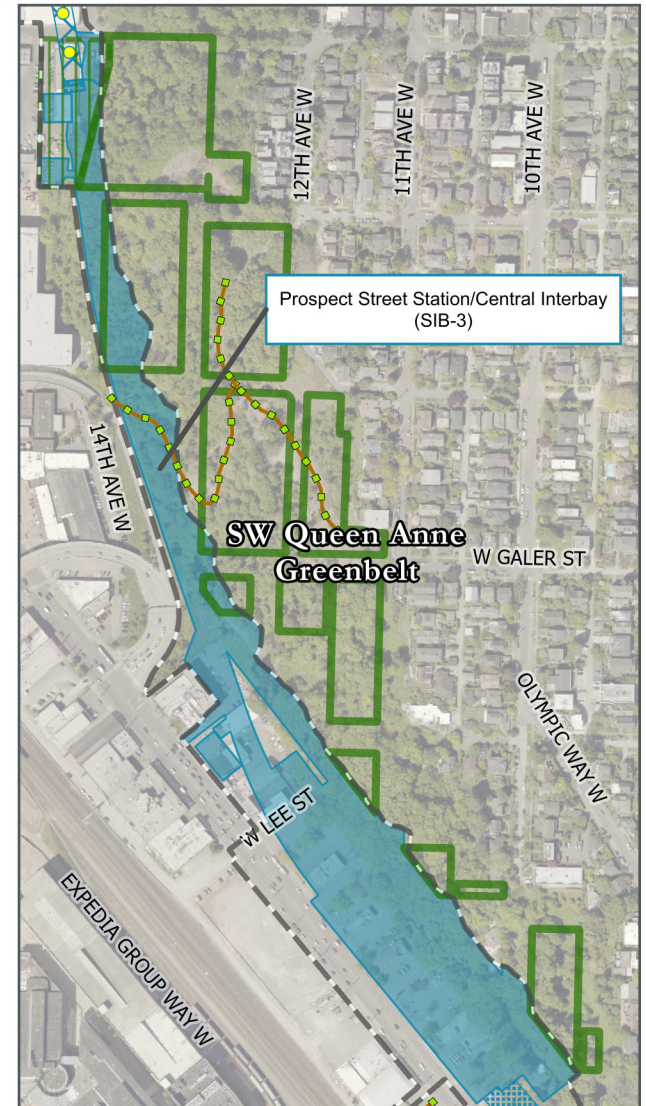 12TH AVE W
11TH AVE W
10TH AVE W
Prospect Street Station/Central Interbay
(SIB-3)
14TH AVE W
SW Queen Anne
Greenbelt
W GALER ST
OLYMPIC WAY W
W LEE ST
EXPEDIA GROUP WAY W